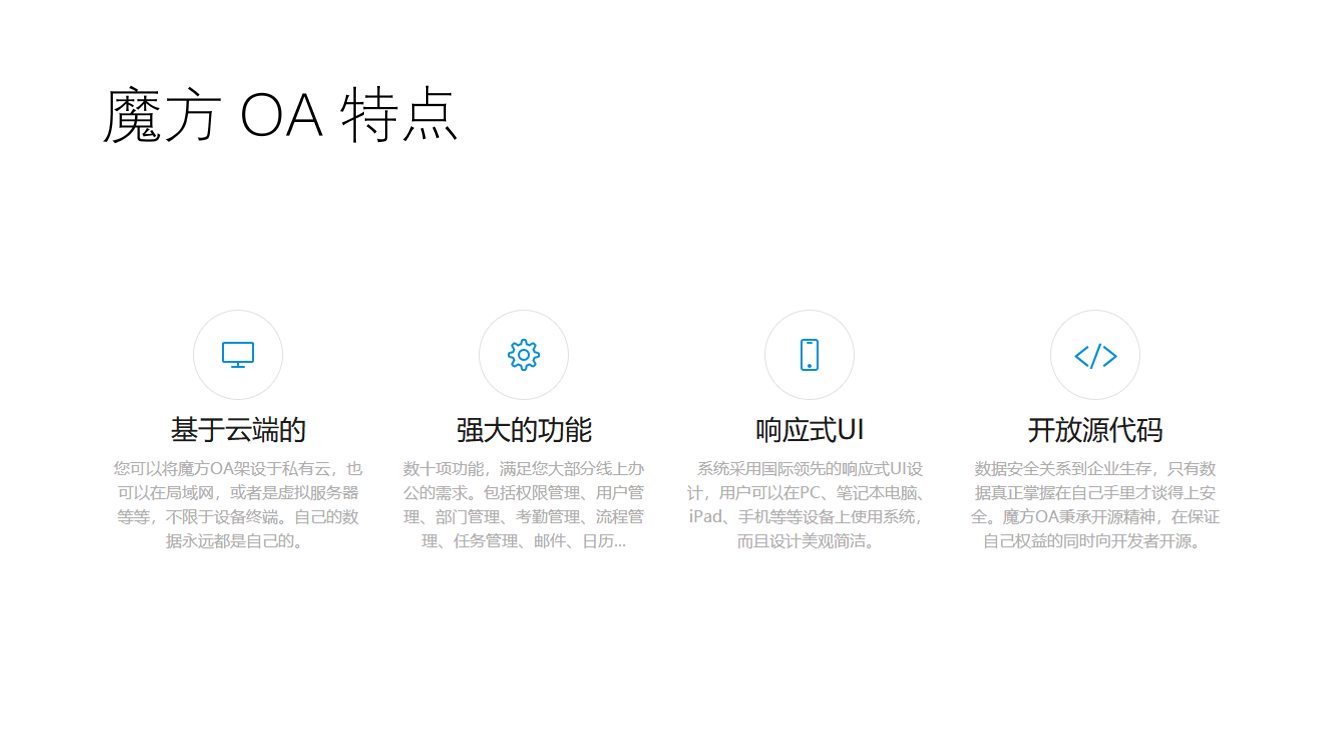 魔方 OA 特点
基于云端的
您可以将魔方OA架设于私有云，也
可以在局域网，或者是虚拟服务器
等等，不限于设备终端。自己的数
据永远都是自己的。
强大的功能
数十项功能，满足您大部分线上办
公的需求。包括权限管理、用户管
理、部门管理、考勤管理、流程管
理、任务管理、邮件、日历...
响应式UI
系统采用国际领先的响应式UI设
计，用户可以在PC、笔记本电脑、
iPad、手机等等设备上使用系统，
而且设计美观简洁。
开放源代码
数据安全关系到企业生存，只有数
据真正掌握在自己手里才谈得上安
全。魔方OA秉承开源精神，在保证
自己权益的同时向开发者开源。